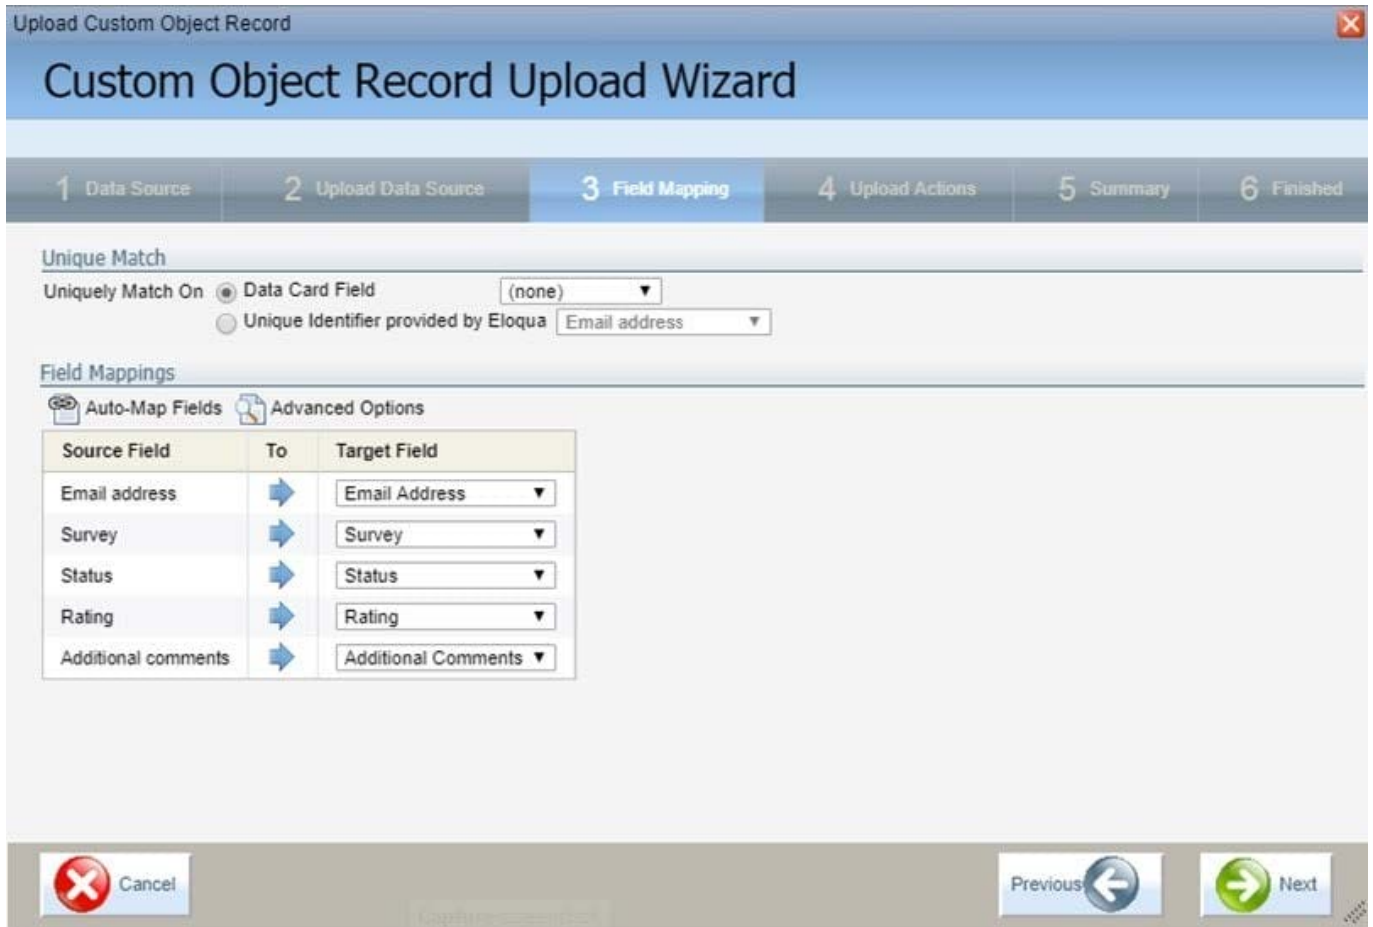 Upload Custom Object Record
Custom Object Record Upload Wizard
1 Data Source 2 Upload Data Source 3 Field Mapping 4 Upload Actions 5 Summary 6 Finished
Unique Match
Uniquely Match On Data Card Field (none)
Unique Identifier provided by Eloqua Email address
Field Mappings
Auto-Map Fields Advanced Options
Source Field To Target Field
Email address Email Address
Survey Survey
Status Status
Rating Rating
Additional comments Additional Comments
Cancel Previous Next